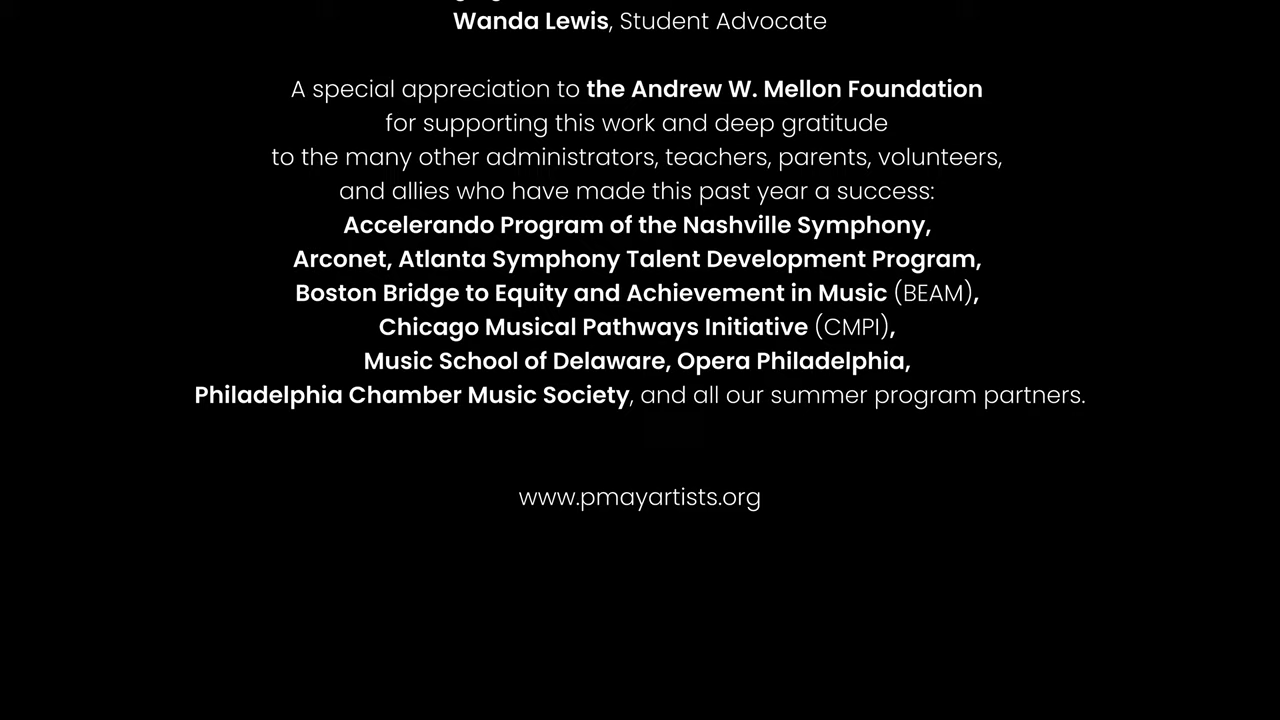 Wanda Lewis, Student Advocate
A special appreciation to the Andrew W. Mellon Foundation
for supporting this work and deep gratitude
to the many other administrators, teachers, parents, volunteers,
and allies who have made this past year a success:
Accelerando Program of the Nashville Symphony,
Arconet, Atlanta Symphony Talent Development Program,
Boston Bridge to Equity and Achievement in Music (BEAM),
Chicago Musical Pathways Initiative (CMPI),
Music School of Delaware, Opera Philadelphia,
Philadelphia Chamber Music Society, and all our summer program partners.
www.pmayartists.org